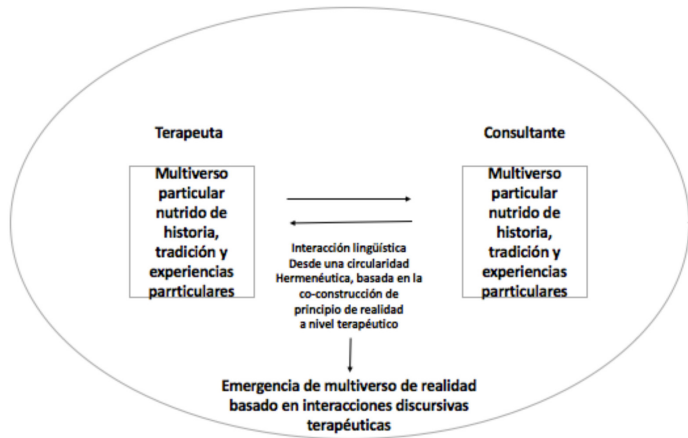 Terapeuta
Multiverso
particular
nutrido de
historia,
tradición y
experiencias
parrticulares
Interacción lingüística
Desde una circularidad
Hermenéutica, basada en la
co-construcción de
principio de realidad
a nivel terapéutico
Consultante
Multiverso
particular
nutrido de
historia,
tradición y
experiencias
parrticulares
Emergencia de multiverso de realidad
basado en interacciones discursivas
terapéuticas